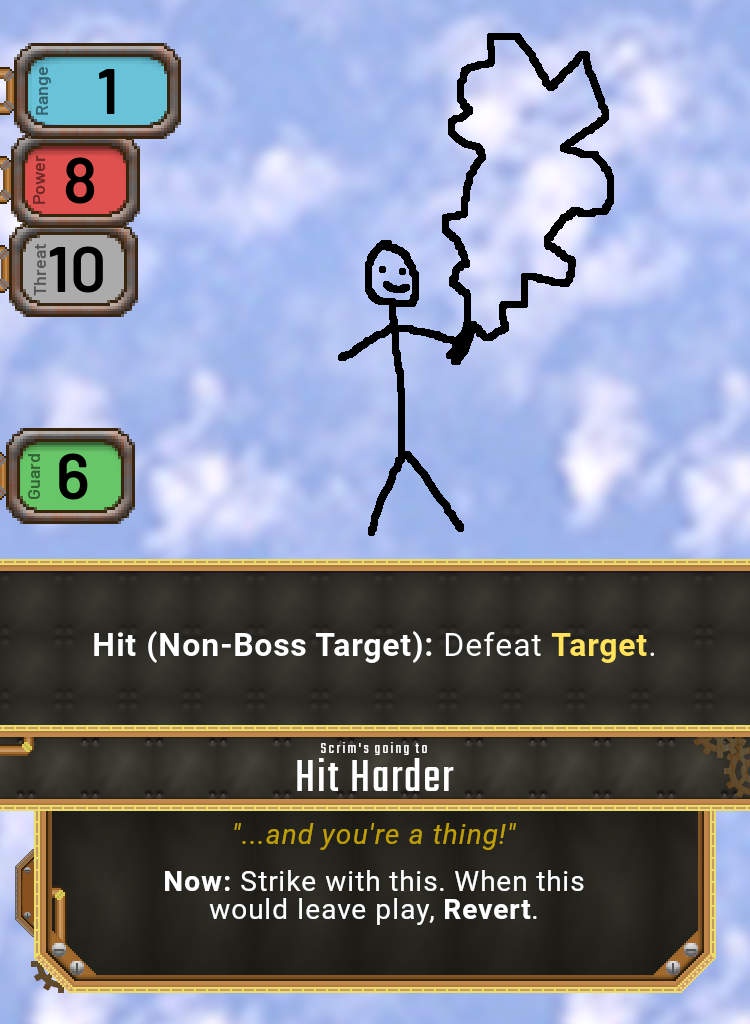 Range
1
Power
8
Threat
10
Guard
6
Hit (Non-Boss Target): Defeat Target.
Scrim's going to
Hit Harder
"...and you're a thing!"
Now: Strike with this. When this
would leave play, Revert.